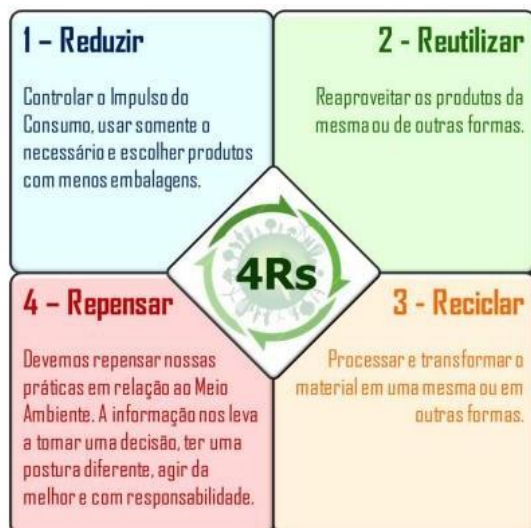 1 – Reduzir
Controlar o Impulso do
Consumo, usar somente o
necessário e escolher produtos
com menos embalagens.
2 - Reutilizar
Reaproveitar os produtos da
mesma ou de outras formas.
4Rs
4 – Repensar
Devemos repensar nossas
práticas em relação ao Meio
Ambiente. A informação nos leva
a tomar uma decisão, ter uma
postura diferente, agir da
melhor e com responsabilidade.
3 - Reciclar
Processar e transformar o
material em uma mesma ou em
outras formas.